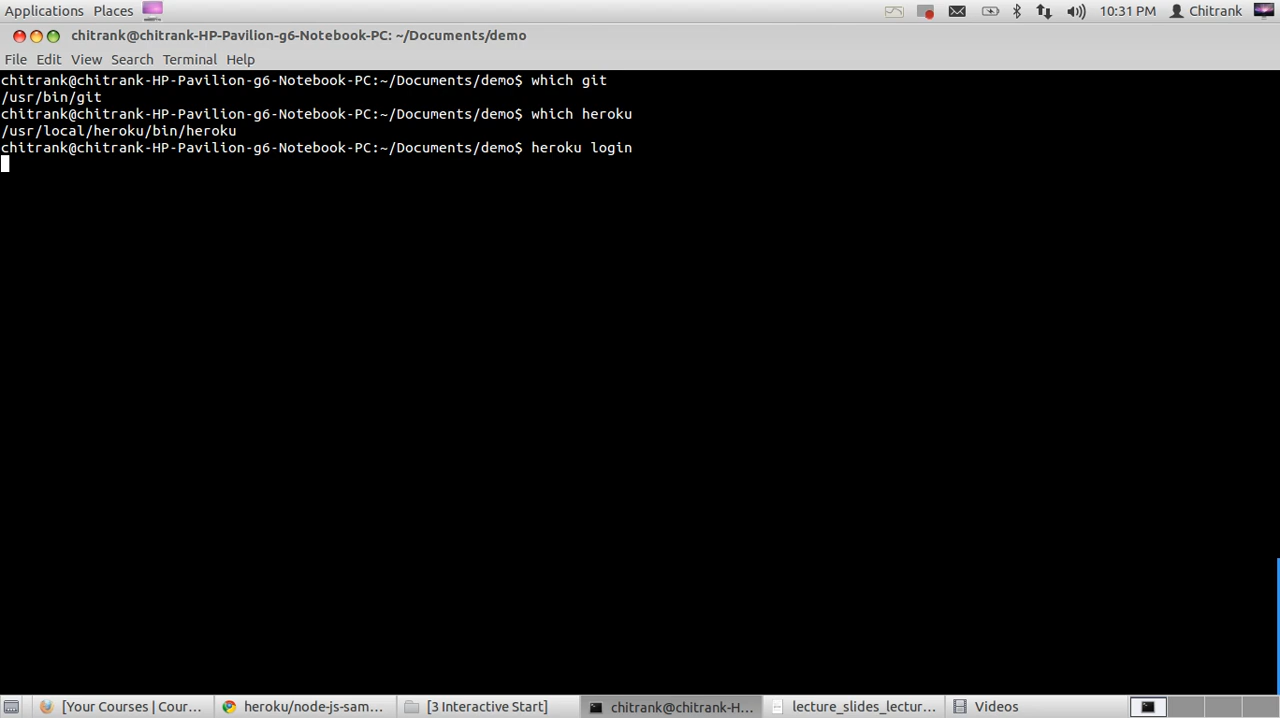 Applications Places 10:31 PM Chitrank
chitrank@chitrank-HP-Pavilion-g6-Notebook-PC: ~/Documents/demo
File Edit View Search Terminal Help
chitrank@chitrank-HP-Pavilion-g6-Notebook-PC:~/Documents/demo$ which git
/usr/bin/git
chitrank@chitrank-HP-Pavilion-g6-Notebook-PC:~/Documents/demo$ which heroku
/usr/local/heroku/bin/heroku
chitrank@chitrank-HP-Pavilion-g6-Notebook-PC:~/Documents/demo$ heroku login
[Your Courses | Cour... heroku/node-js-sam... [3 Interactive Start] chitrank@chitrank-H... lecture_slides_lectur... Videos